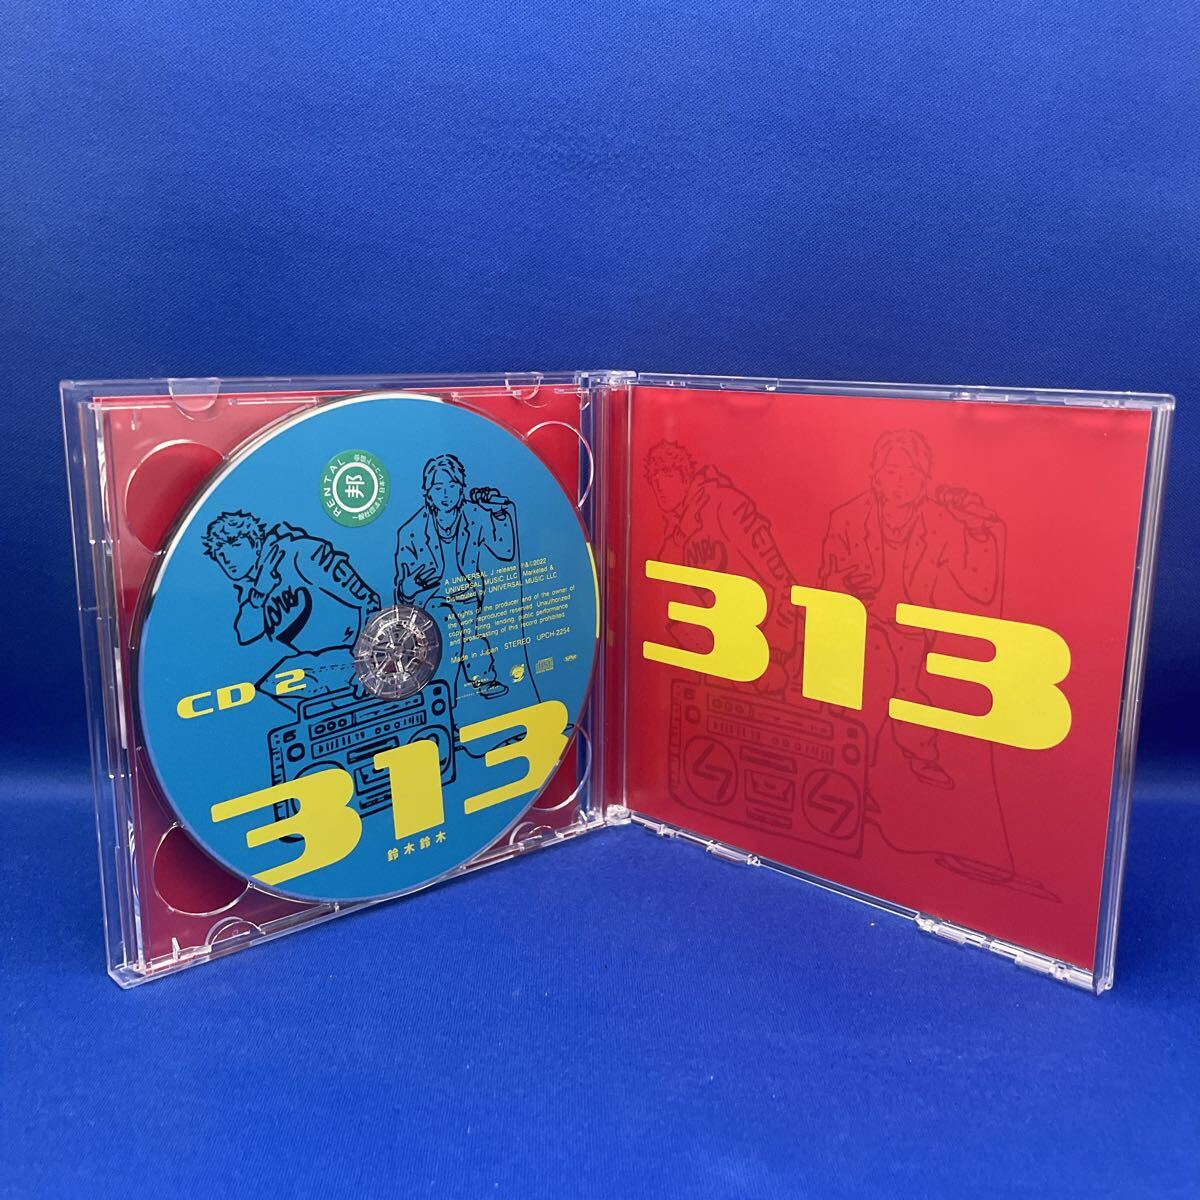 RENTAL
邦
MEMU
A UNIVERSAL J release, ℗&©2022
UNIVERSAL MUSIC LLC Marketed &
Distributed by UNIVERSAL MUSIC LLC
All rights of the producer and of the owner of
the work reproduced reserved. Unauthorized
copying, hiring, lending, public performance
and broadcasting of this record prohibited.
Made in Japan STEREO UPCH-2254
CD 2
313
鈴木鈴木
313